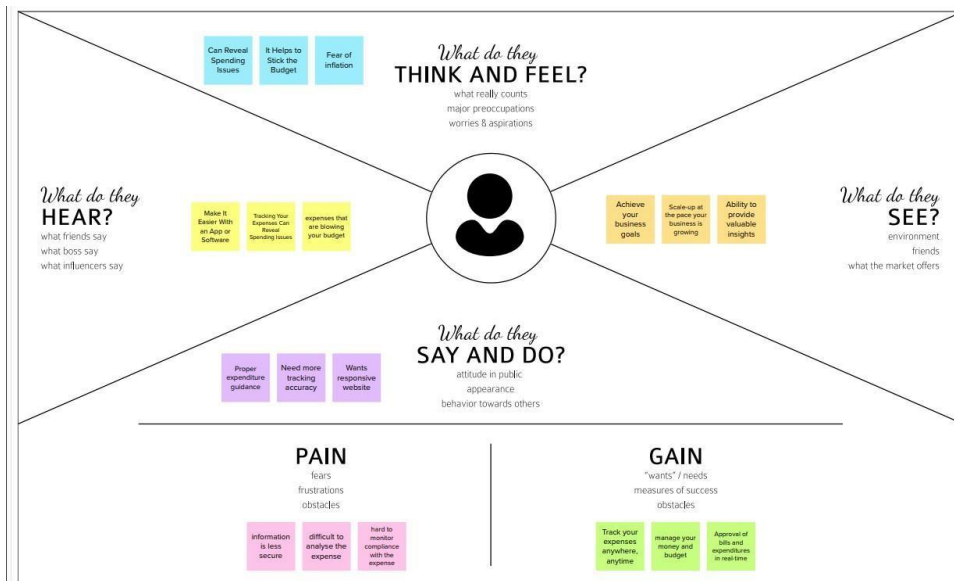 Can Reveal
Spending
Issues
It Helps to
Stick the
Budget
Fear of
inflation
What do they
THINK AND FEEL?
what really counts
major preoccupations
worries & aspirations
What do they
HEAR?
what friends say
what boss say
what influencers say
Make It
Easier With
an App or
Software
Tracking Your
Expenses Can
Reveal
Spending Issues
expenses that
are blowing
your budget
Achieve
your
business
goals
Scale-up at
the pace your
business is
growing
Ability to
provide
valuable
insights
What do they
SEE?
environment
friends
what the market offers
What do they
SAY AND DO?
attitude in public
appearance
behavior towards others
Proper
expenditure
guidance
Need more
tracking
accuracy
Wants
responsive
website
PAIN
fears
frustrations
obstacles
information
is less
secure
difficult to
analyse the
expense
hard to
monitor
compliance
with the
expense
GAIN
"wants" / needs
measures of success
obstacles
Track your
expenses
anywhere,
anytime
manage your
money and
budget
Approval of
bills and
expenditures
in real-time